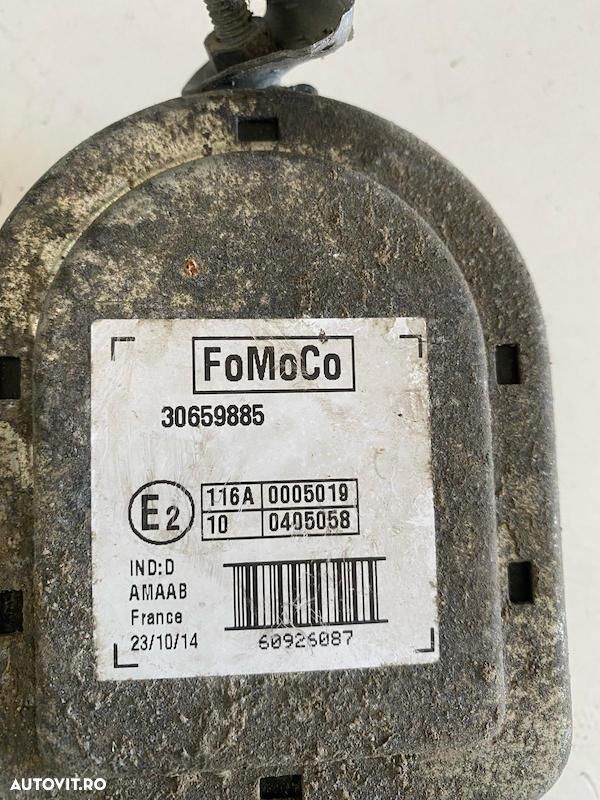 FoMoCo
30659885
E2
116A 0005019
10 0405058
IND:D
AMAAB
France
23/10/14
60926087
AUTOVIT.RO